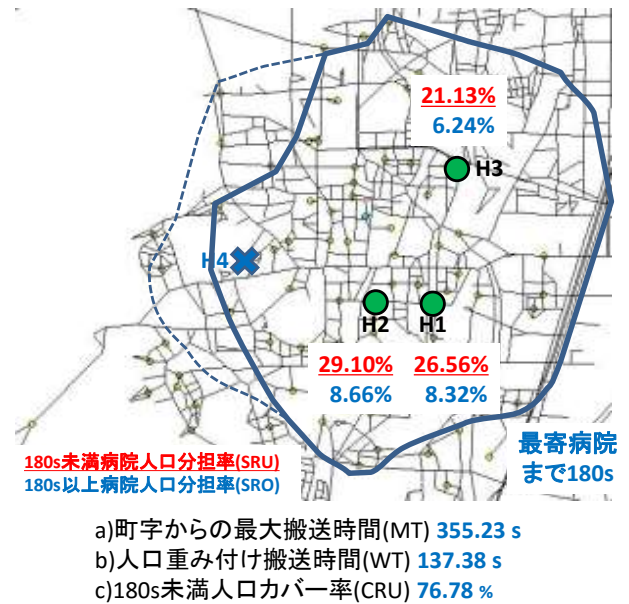 21.13%
6.24%
H3
H4
H2
H1
29.10%
26.56%
8.66%
8.32%
180s未満病院人口分担率(SRU)
180s以上病院人口分担率(SRO)
最寄病院
まで180s
a)町字からの最大搬送時間(MT) 355.23 s
b)人口重み付け搬送時間(WT) 137.38 s
c)180s未満人口カバー率(CRU) 76.78 %